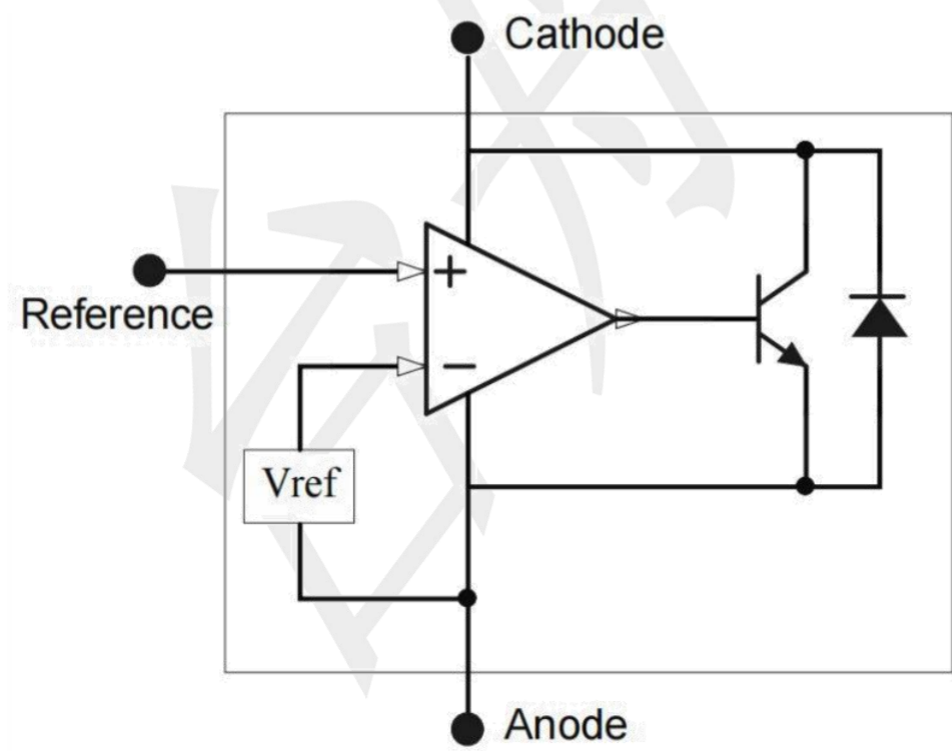 Cathode
+
Reference
−
Vref
Anode